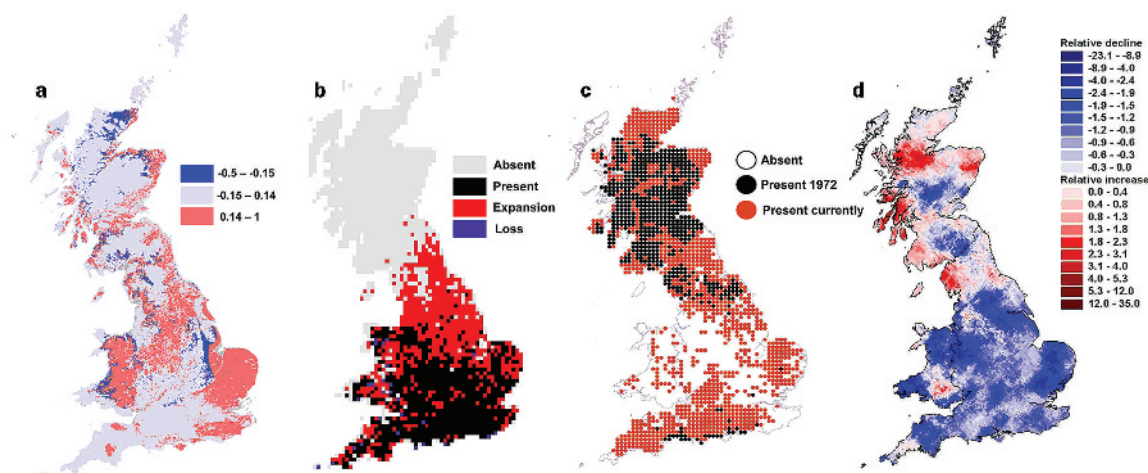 a
-0.5 – -0.15
-0.15 – 0.14
0.14 – 1
b
Absent
Present
Expansion
Loss
c
Absent
Present 1972
Present currently
d
Relative decline
-23.1 - -8.9
-8.9 - -4.0
-4.0 - -2.4
-2.4 - -1.9
-1.9 - -1.5
-1.5 - -1.2
-1.2 - -0.9
-0.9 - -0.6
-0.6 - -0.3
-0.3 - 0.0
Relative increase
0.0 - 0.4
0.4 - 0.8
0.8 - 1.3
1.3 - 1.8
1.8 - 2.3
2.3 - 3.1
3.1 - 4.0
4.0 - 5.3
5.3 - 12.0
12.0 - 35.0